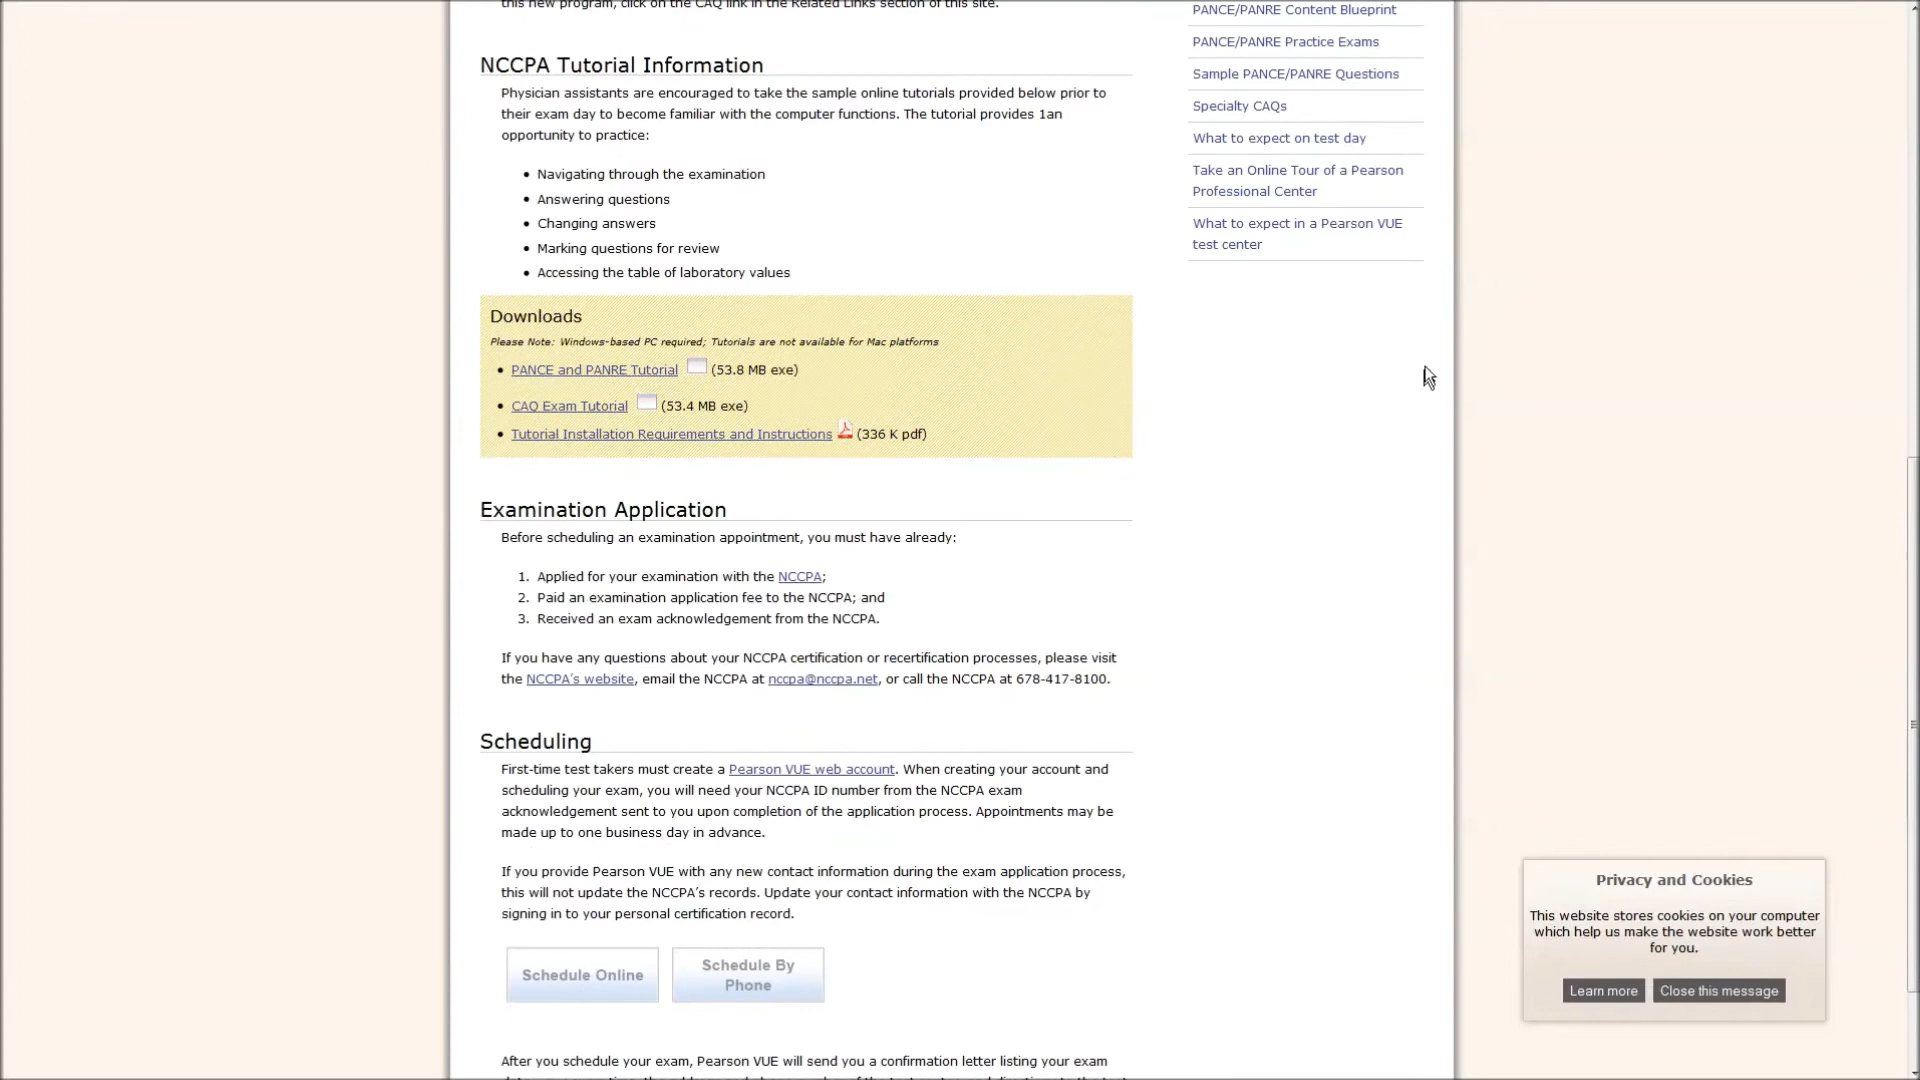 this new program, click on the CAQ link in the Related Links section of this site.
NCCPA Tutorial Information
Physician assistants are encouraged to take the sample online tutorials provided below prior to
their exam day to become familiar with the computer functions. The tutorial provides 1an
opportunity to practice:
• Navigating through the examination
• Answering questions
• Changing answers
• Marking questions for review
• Accessing the table of laboratory values
Downloads
Please Note: Windows-based PC required; Tutorials are not available for Mac platforms
• PANCE and PANRE Tutorial (53.8 MB exe)
• CAQ Exam Tutorial (53.4 MB exe)
• Tutorial Installation Requirements and Instructions (336 K pdf)
Examination Application
Before scheduling an examination appointment, you must have already:
1. Applied for your examination with the NCCPA;
2. Paid an examination application fee to the NCCPA; and
3. Received an exam acknowledgement from the NCCPA.
If you have any questions about your NCCPA certification or recertification processes, please visit
the NCCPA's website, email the NCCPA at nccpa@nccpa.net, or call the NCCPA at 678-417-8100.
Scheduling
First-time test takers must create a Pearson VUE web account. When creating your account and
scheduling your exam, you will need your NCCPA ID number from the NCCPA exam
acknowledgement sent to you upon completion of the application process. Appointments may be
made up to one business day in advance.
If you provide Pearson VUE with any new contact information during the exam application process,
this will not update the NCCPA's records. Update your contact information with the NCCPA by
signing in to your personal certification record.
Schedule Online
Schedule By
Phone
After you schedule your exam, Pearson VUE will send you a confirmation letter listing your exam
PANCE/PANRE Content Blueprint
PANCE/PANRE Practice Exams
Sample PANCE/PANRE Questions
Specialty CAQs
What to expect on test day
Take an Online Tour of a Pearson
Professional Center
What to expect in a Pearson VUE
test center
Privacy and Cookies
This website stores cookies on your computer
which help us make the website work better
for you.
Learn more
Close this message